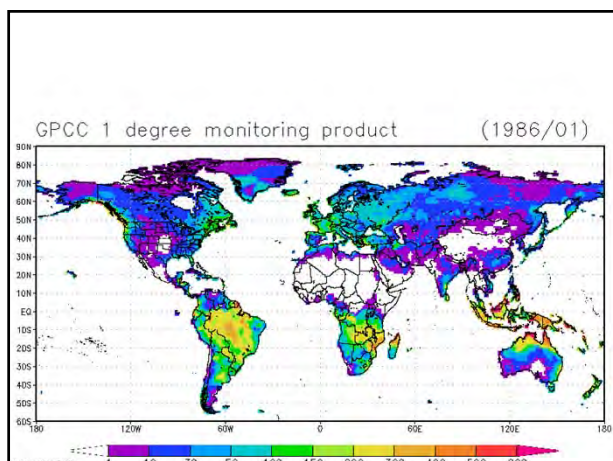 GPCC 1 degree monitoring product (1986/01)
90N
80N
70N
60N
50N
40N
30N
20N
10N
EQ
10S
20S
30S
40S
50S
60S
180 120W 60W 0 60E 120E 180